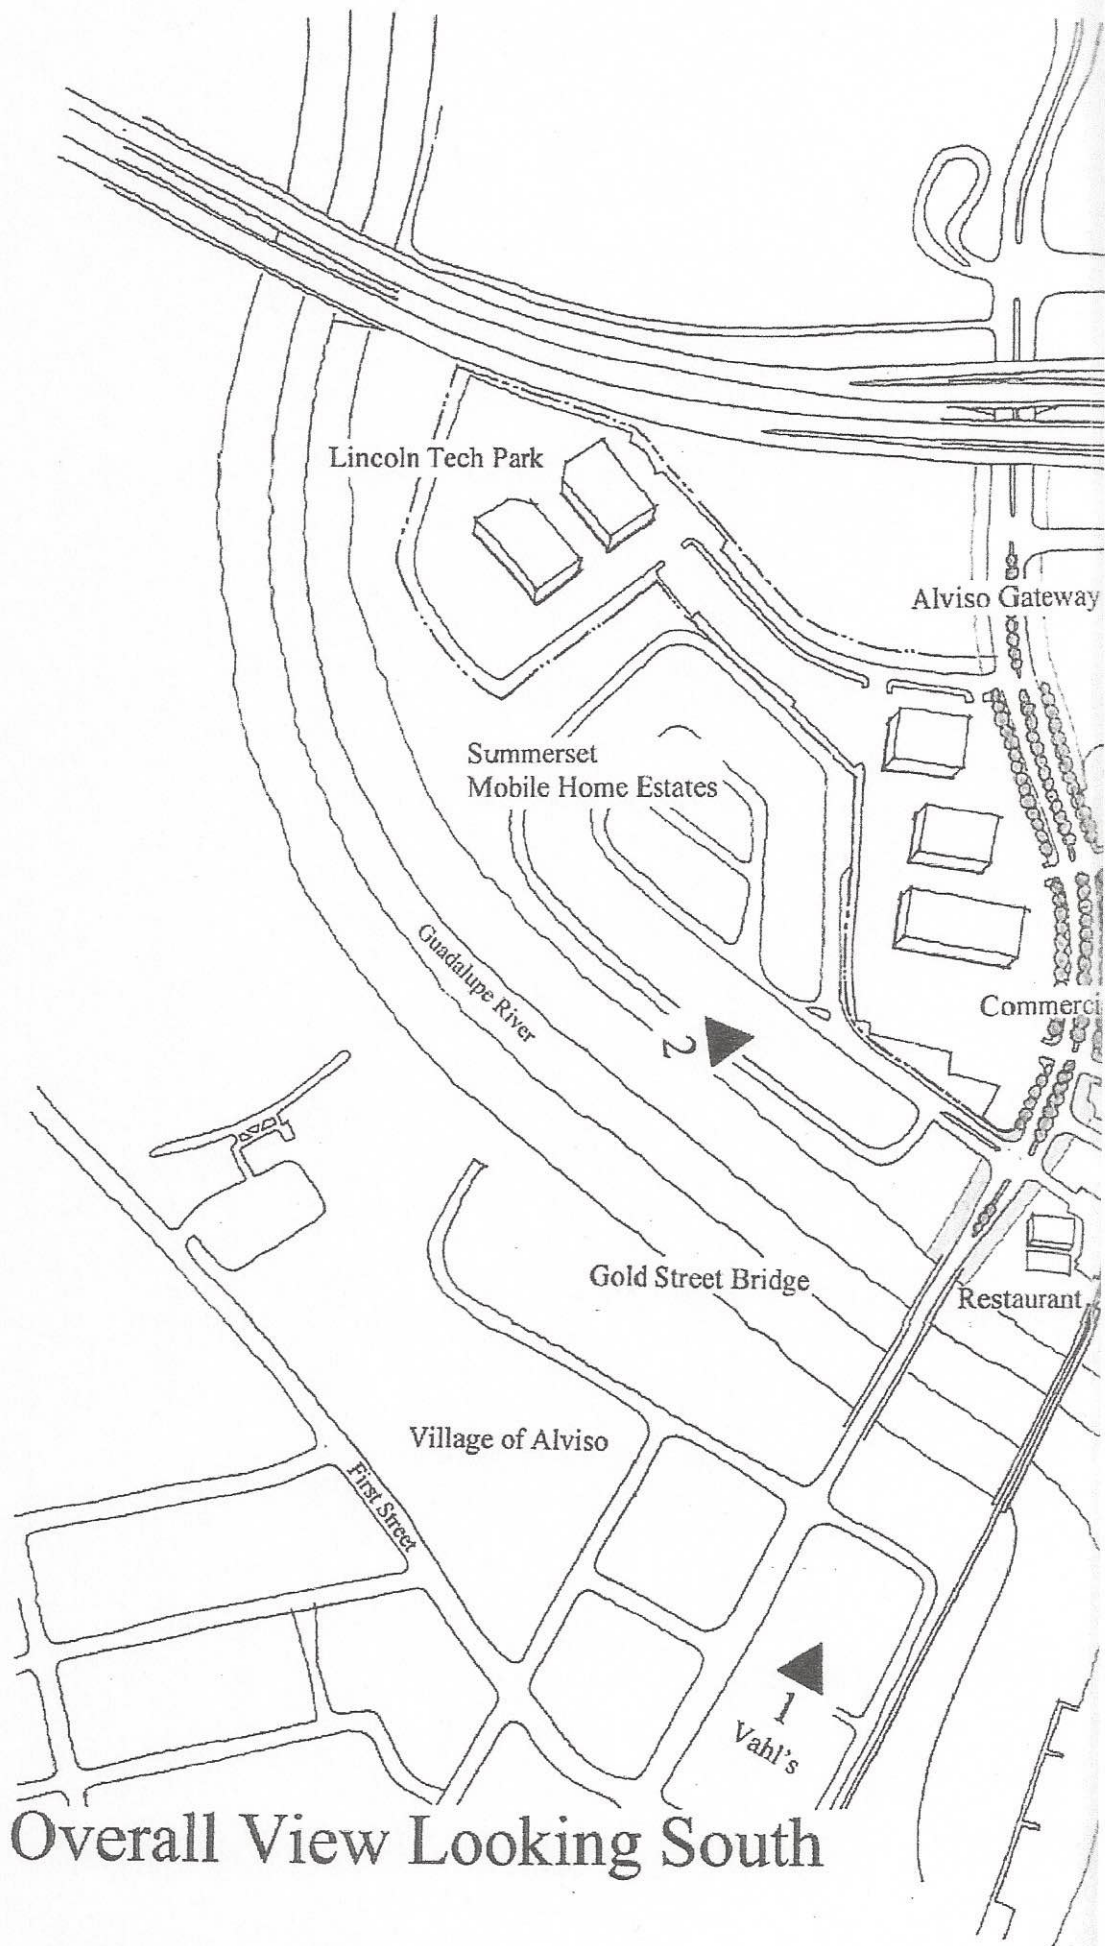 Lincoln Tech Park
Alviso Gateway
Summerset
Mobile Home Estates
Guadalupe River
Commerci
2
Gold Street Bridge
Restaurant
Village of Alviso
First Street
1
Vahl's
Overall View Looking South